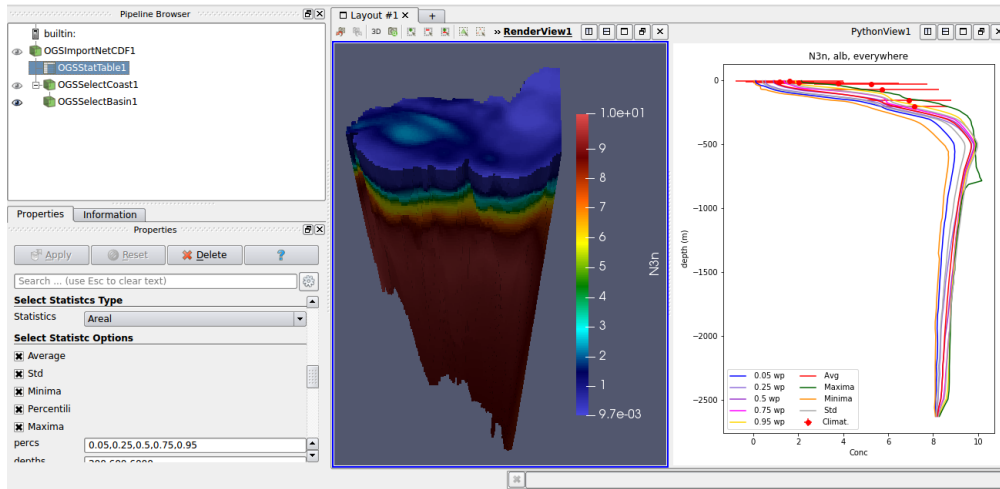 Pipeline Browser
builtin:
OGSImportNetCDF1
OGSStatTable1
OGSSelectCoast1
OGSSelectBasin1
Properties
Information
Properties
Apply
Reset
Delete
?
Search ... (use Esc to clear text)
Select Statistcs Type
Statistics
Areal
Select Statistc Options
Average
Std
Minima
Percentili
Maxima
percs
0.05,0.25,0.5,0.75,0.95
depths
Layout #1
+
3D
» RenderView1
1.0e+01
9
8
7
6
5
4
3
2
1
9.7e-03
N3n
PythonView1
N3n, alb, everywhere
0
−500
−1000
−1500
−2000
−2500
depth (m)
0.05 wp
0.25 wp
0.5 wp
0.75 wp
0.95 wp
Avg
Maxima
Minima
Std
Climat.
0
2
4
6
8
10
Conc